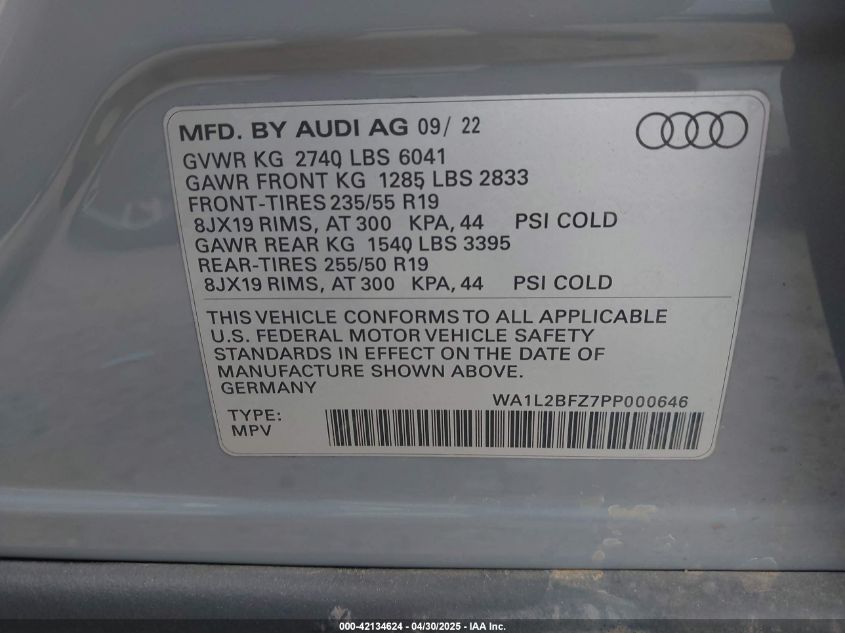 MFD. BY AUDI AG 09/ 22
GVWR KG 2740 LBS 6041
GAWR FRONT KG 1285 LBS 2833
FRONT-TIRES 235/55 R19
8JX19 RIMS, AT 300 KPA, 44 PSI COLD
GAWR REAR KG 1540 LBS 3395
REAR-TIRES 255/50 R19
8JX19 RIMS, AT 300 KPA, 44 PSI COLD
THIS VEHICLE CONFORMS TO ALL APPLICABLE
U.S. FEDERAL MOTOR VEHICLE SAFETY
STANDARDS IN EFFECT ON THE DATE OF
MANUFACTURE SHOWN ABOVE.
GERMANY
WA1L2BFZ7PP000646
TYPE:
MPV
000-42134624 - 04/30/2025 - IAA Inc.